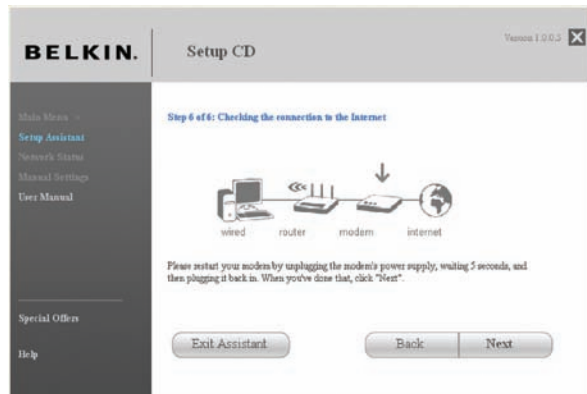 BELKIN.
Setup CD
Version 1.0.0.3
Main Menu >
Setup Assistant
Network Status
Manual Settings
User Manual
Special Offers
Help
Step 6 of 6: Checking the connection to the Internet
wired
router
modem
internet
Please restart your modem by unplugging the modem's power supply, waiting 5 seconds, and
then plugging it back in. When you've done that, click "Next".
Exit Assistant
Back
Next